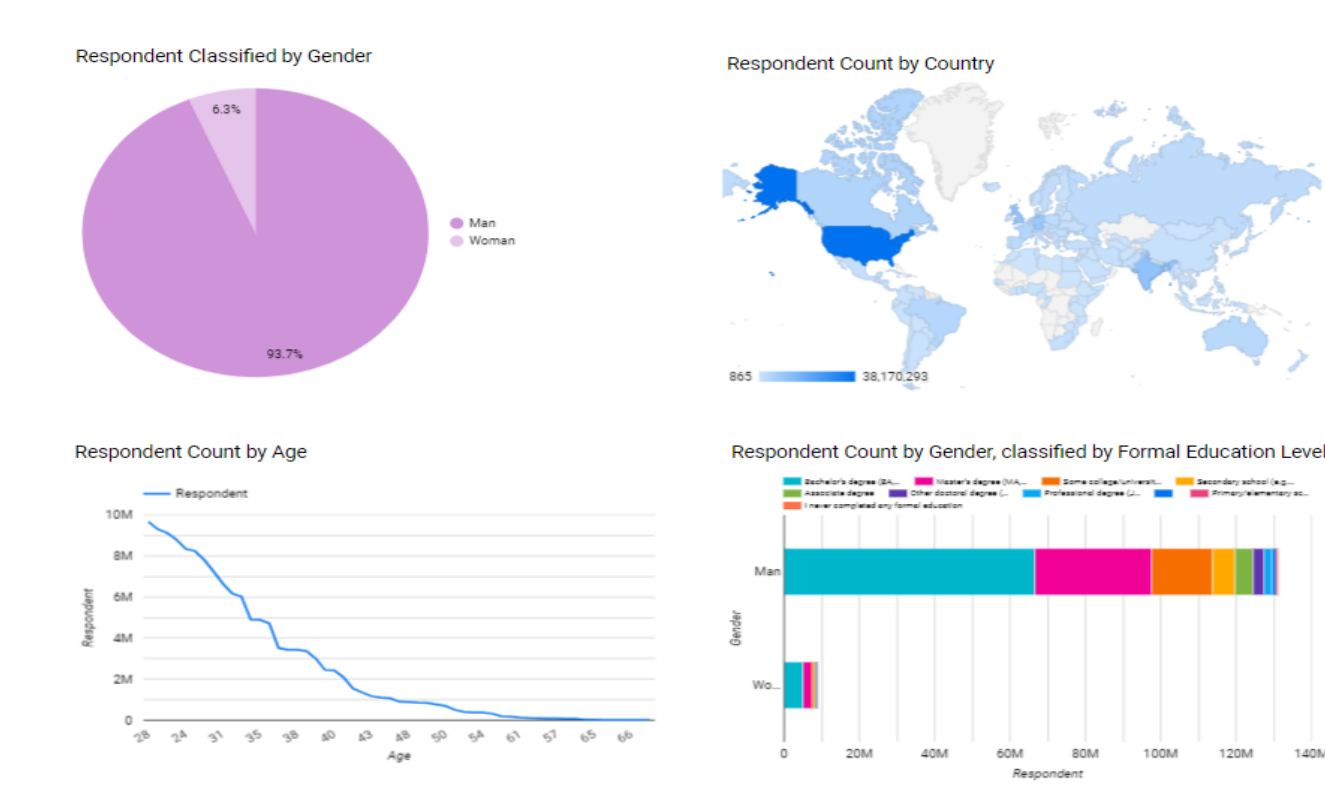 Respondent Classified by Gender
6.3%
93.7%
Man
Woman
Respondent Count by Country
865
38,170,293
Respondent Count by Age
Respondent
10M
8M
6M
4M
2M
0
Respondent
28 24 31 35 38 40 43 48 50 54 61 57 65 66
Age
Respondent Count by Gender, classified by Formal Education Level
Bachelor's degree (BA,... Master's degree (MA,... Some college/universit... Secondary school (e.g....
Associate degree Other doctoral degree (... Professional degree (J... Primary/elementary sc...
I never completed any formal education
Man
Wo...
Gender
0 20M 40M 60M 80M 100M 120M 140M
Respondent